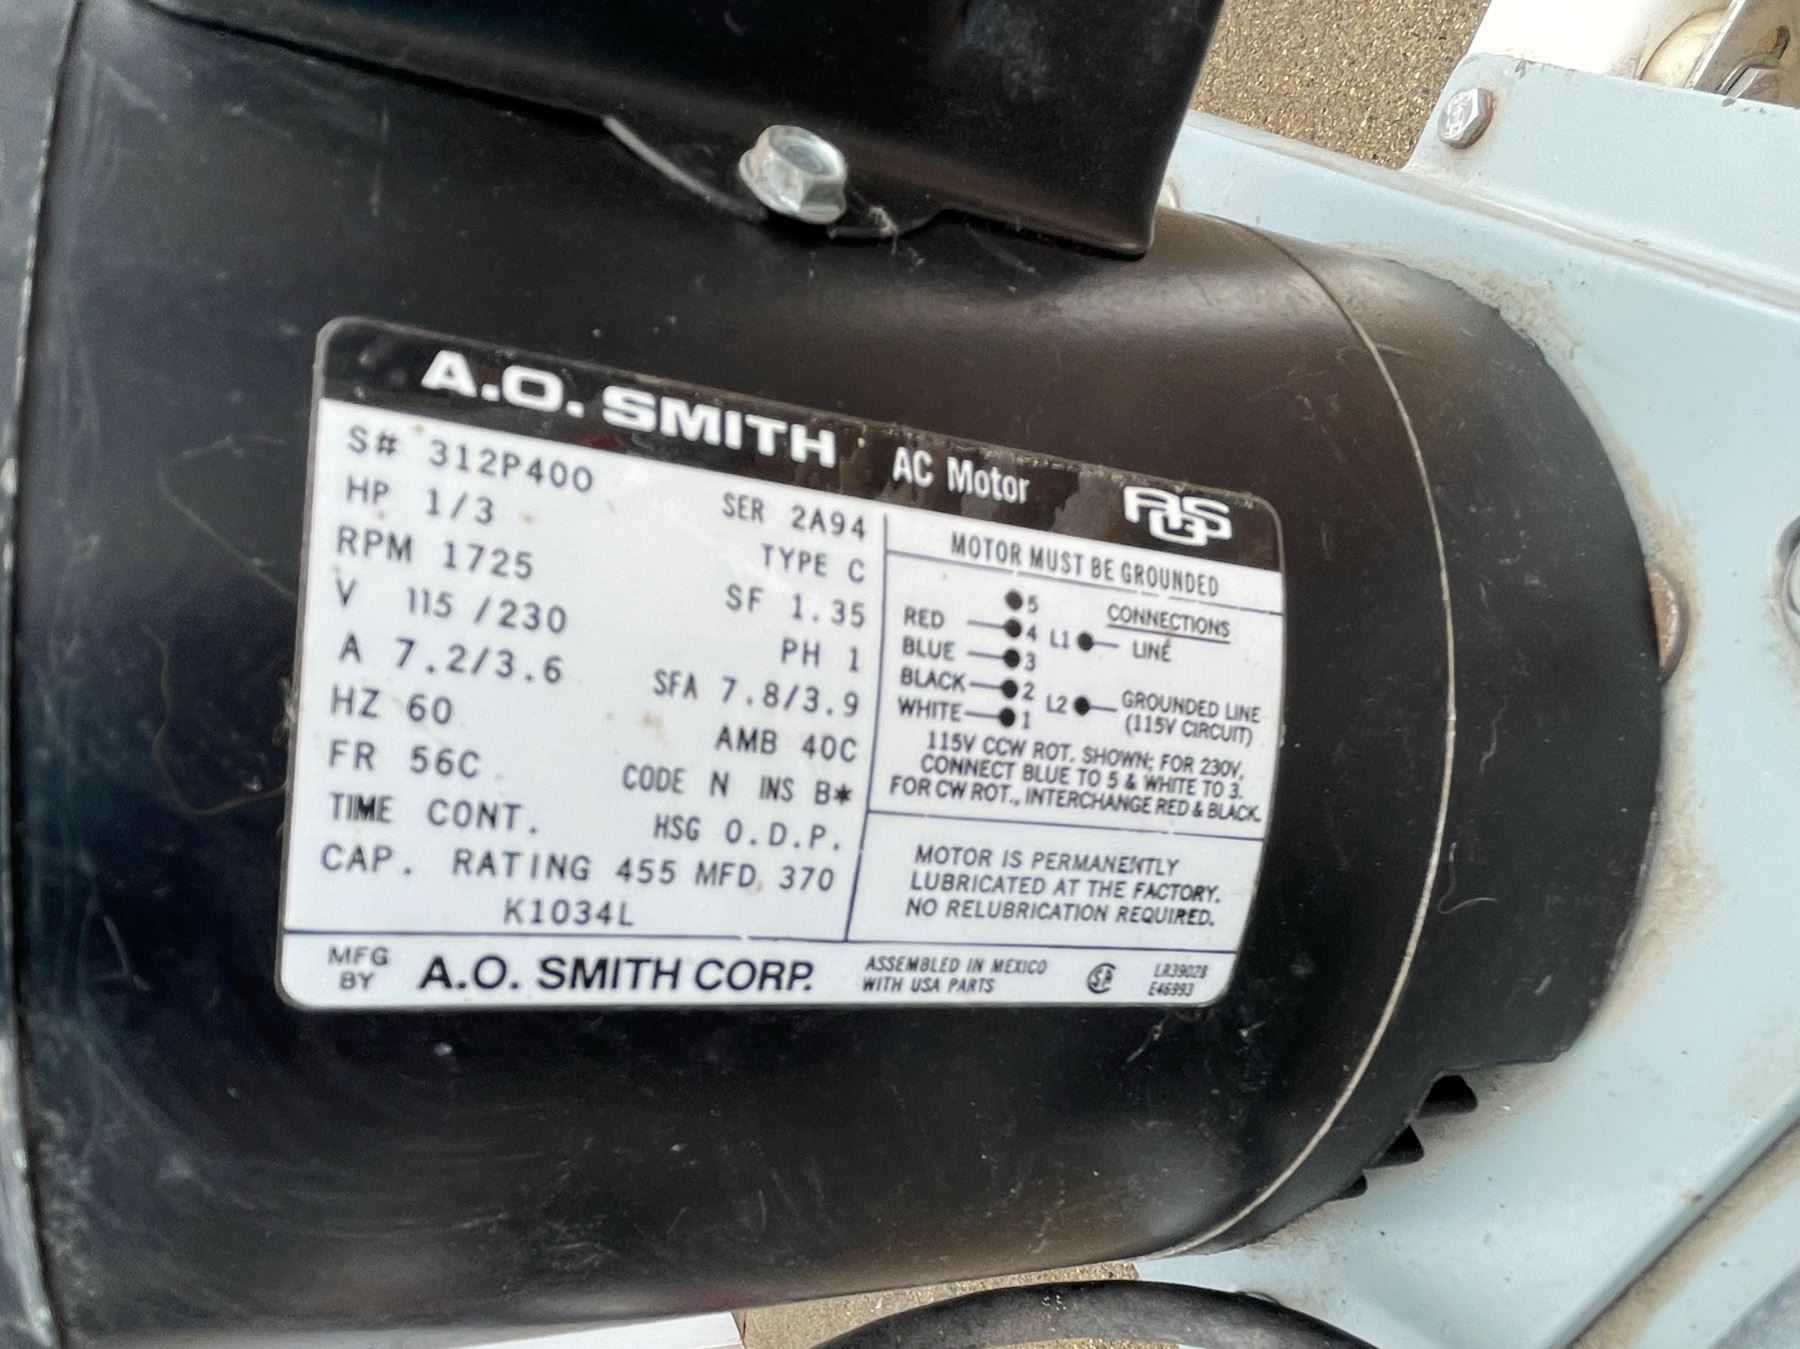 A.O. SMITH AC Motor AOS
S# 312P400 SER 2A94
HP 1/3 TYPE C
RPM 1725 SF 1.35
V 115/230 PH 1
A 7.2/3.6 SFA 7.8/3.9
HZ 60 AMB 40C
FR 56C CODE N INS B*
TIME CONT. HSG O.D.P.
CAP. RATING 455 MFD 370
K1034L
MOTOR MUST BE GROUNDED
CONNECTIONS
5
RED 4 L1 LINE
BLUE 3
BLACK 2 L2 GROUNDED LINE
WHITE 1 (115V CIRCUIT)
115V CCW ROT. SHOWN; FOR 230V,
CONNECT BLUE TO 5 & WHITE TO 3.
FOR CW ROT., INTERCHANGE RED & BLACK.
MOTOR IS PERMANENTLY
LUBRICATED AT THE FACTORY.
NO RELUBRICATION REQUIRED.
MFG BY A.O. SMITH CORP.
ASSEMBLED IN MEXICO
WITH USA PARTS
LR39028
E46993